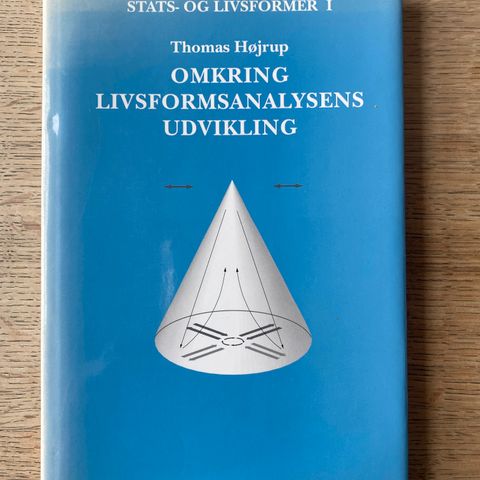 STATS- OG LIVSFORMER I
Thomas Højrup
OMKRING
LIVSFORMSANALYSENS
UDVIKLING